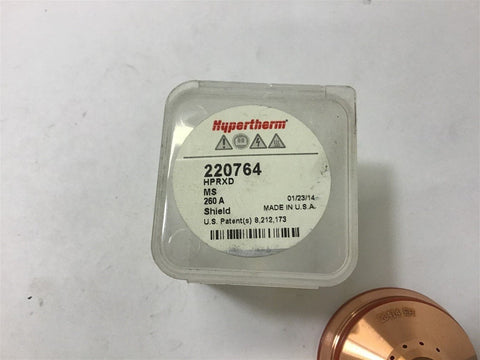 Hypertherm®
220764
HPRXD
MS
260 A 01/23/14
Shield MADE IN U.S.A.
U.S. Patent(s) 8,212,173